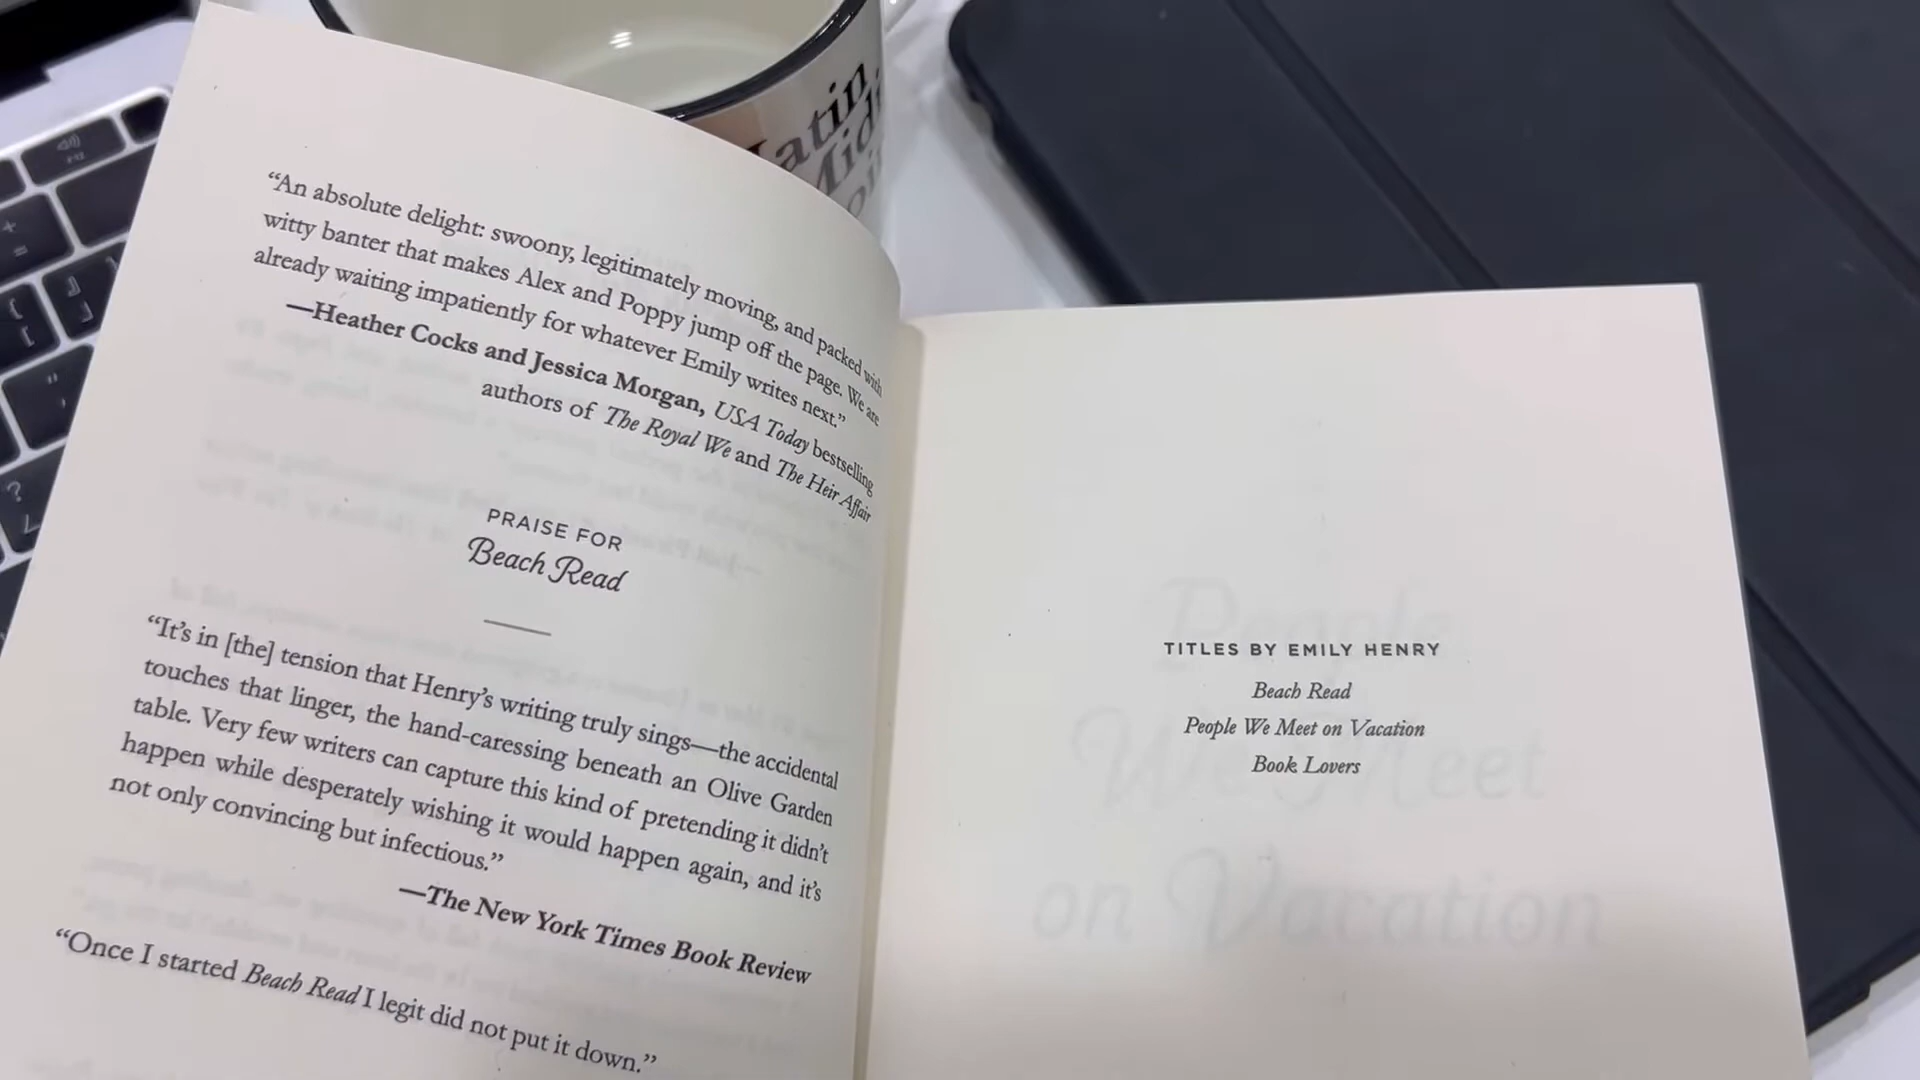 “An absolute delight: swoony, legitimately moving, and packed with
witty banter that makes Alex and Poppy jump off the page. We are
already waiting impatiently for whatever Emily writes next.”
—Heather Cocks and Jessica Morgan, USA Today bestselling
authors of The Royal We and The Heir Affair
PRAISE FOR
Beach Read
“It’s in [the] tension that Henry’s writing truly sings—the accidental
touches that linger, the hand-caressing beneath an Olive Garden
table. Very few writers can capture this kind of pretending it didn’t
happen while desperately wishing it would happen again, and it’s
not only convincing but infectious.”
—The New York Times Book Review
“Once I started Beach Read I legit did not put it down.”
TITLES BY EMILY HENRY
Beach Read
People We Meet on Vacation
Book Lovers
People
We Meet
on Vacation